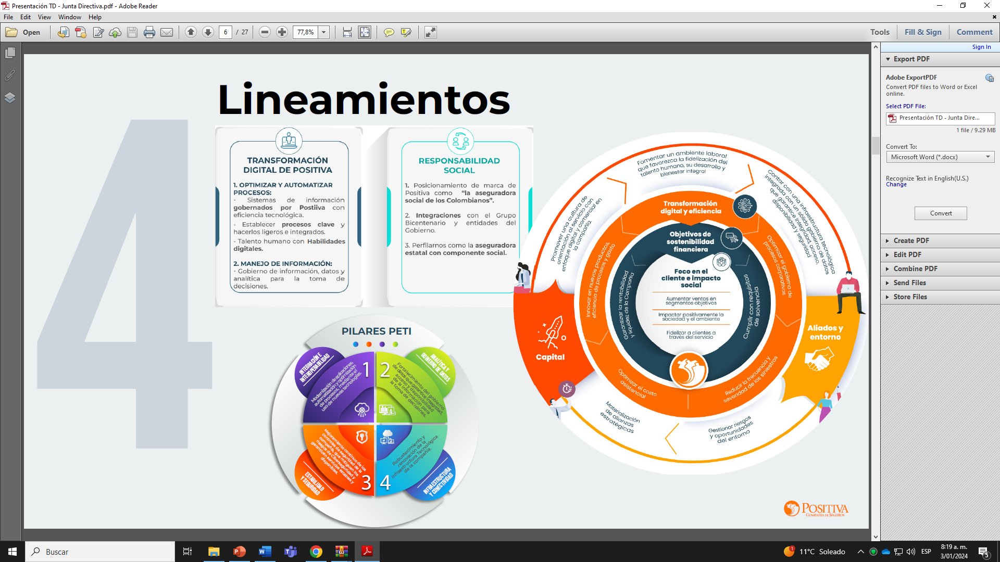 Presentación TD - Junta Directiva.pdf - Adobe Reader
File Edit View Window Help
Open
6 / 27
77,8%
Tools
Fill & Sign
Comment
Sign In
Export PDF
Adobe ExportPDF
Convert PDF files to Word or Excel
online.
Select PDF File:
Presentación TD - Junta Dire...
1 file / 9.29 MB
Convert To:
Microsoft Word (*.docx)
Recognize Text in English(U.S.)
Change
Convert
Create PDF
Edit PDF
Combine PDF
Send Files
Store Files
4
Lineamientos
TRANSFORMACIÓN
DIGITAL DE POSITIVA
1. OPTIMIZAR Y AUTOMATIZAR
PROCESOS:
- Sistemas de información
gobernados por Postiiva con
eficiencia tecnológica.
- Establecer procesos clave y
hacerlos ligeros e integrados.
- Talento humano con Habilidades
digitales.
2. MANEJO DE INFORMACIÓN:
- Gobierno de información, datos y
analítica para la toma de
decisiones.
RESPONSABILIDAD
SOCIAL
1. Posicionamiento de marca de
Positiva como “la aseguradora
social de los Colombianos”.
2. Integraciones con el Grupo
Bicentenario y entidades del
Gobierno.
3. Perfilarnos como la aseguradora
estatal con componente social.
PILARES PETI
INTEGRACIÓN E
INTEROPERABILIDAD
1
Modernización de aplicaciones,
automatización y optimización
de procesos, mediante el
uso de nuevas tecnologías.
ANALÍTICA Y
GOBIERNO DE DATOS
2
Fortalecimiento del gobierno
de datos que garantice integridad,
acceso y disponibilidad
de la información para
la toma de decisiones.
ESTABILIDAD
Y SEGURIDAD
3
Mejoramiento continuo de los
controles de seguridad de la
compañía, que mitiguen los
riesgos de Ciberseguridad y
garanticen servicios estables y
disponibles.
INFRAESTRUCTURA
Y CONECTIVIDAD
4
Robustecimiento y
renovación de la
Infraestructura Tecnológica
de la compañía.
Fomentar un ambiente laboral
que favorezca la fidelización del
talento humano, su desarrollo y
bienestar integral
Contar con una infraestructura tecnológica
integrada con un sólido gobierno de datos
que garantice integridad, acceso,
disponibilidad y seguridad
Promover una cultura de
orientación al servicio con
enfoque digital y comercial en
la compañía.
Transformación
digital y eficiencia
Optimizar el gobierno de
procesos corporativos
Innovar en nuevos productos,
eficiencia de procesos y gasto
Objetivos de
sostenibilidad
financiera
Garantizar la rentabilidad
y liquidez de la Compañía
Cumplir con requisitos
de solvencia
Foco en el
cliente e impacto
social
Aumentar ventas en
segmentos objetivos
Impactar positivamente la
sociedad y el ambiente
Fidelizar a clientes a
través del servicio
Capital
Aliados y
entorno
Optimizar el costo
asistencial
Reducir la frecuencia y
severidad de los siniestros
Materialización
de alianzas
estratégicas
Gestionar riesgos
y oportunidades
del entorno
POSITIVA
COMPAÑÍA DE SEGUROS
Buscar
1
11°C Soleado
ESP
8:19 a. m.
3/01/2024
5